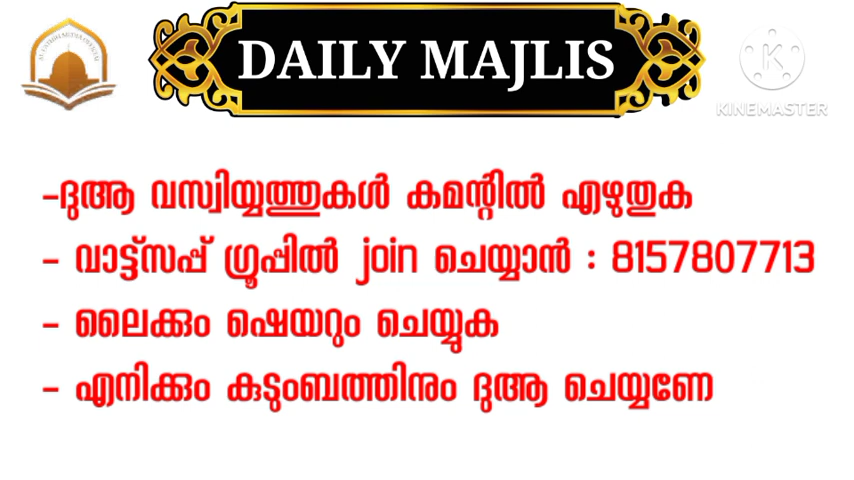 DAILY MAJLIS
KINEMASTER
-ദുആ വസ്വിയ്യത്തുകൾ കമന്റിൽ എഴുതുക
- വാട്ട്സപ്പ് ഗ്രൂപ്പിൽ join ചെയ്യാൻ : 8157807713
- ലൈക്കും ഷെയറും ചെയ്യുക
- എനിക്കും കുടുംബത്തിനും ദുആ ചെയ്യണേ